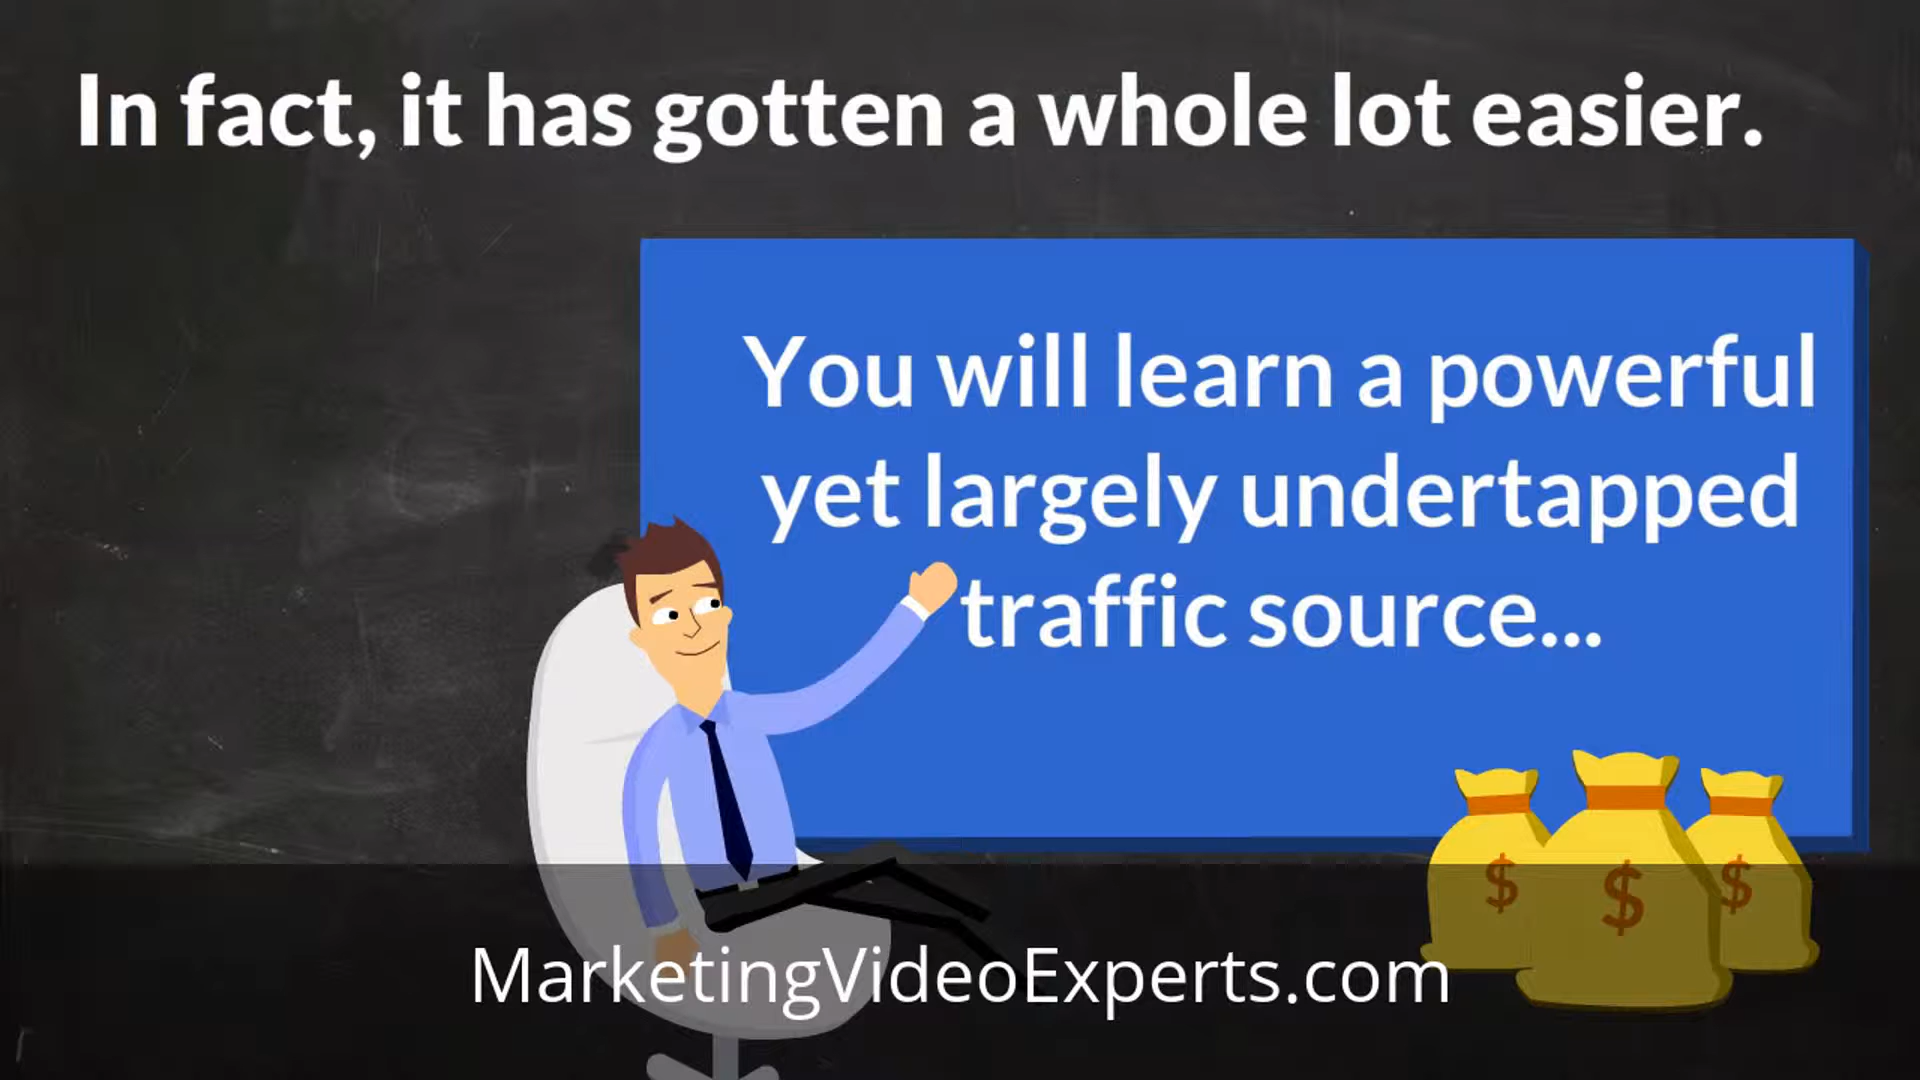 In fact, it has gotten a whole lot easier.
You will learn a powerful
yet largely undertapped
traffic source...
$ $ $
MarketingVideoExperts.com